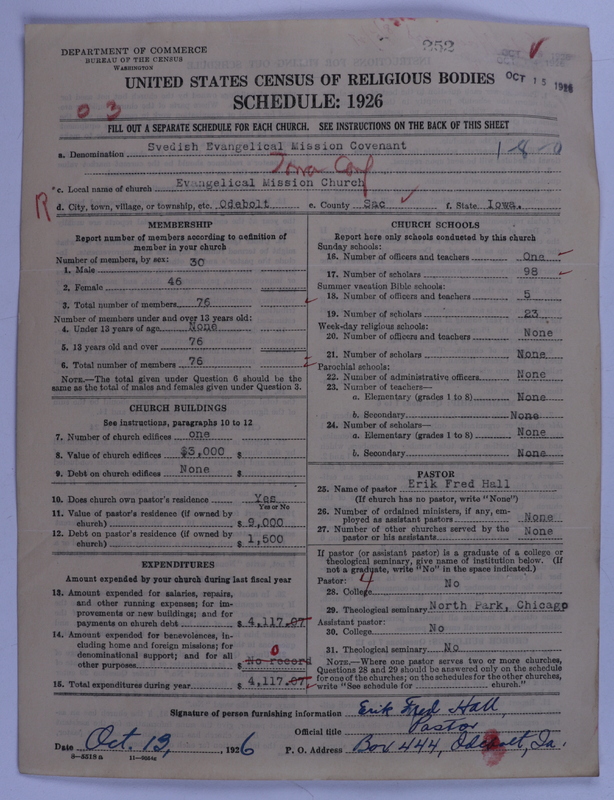 252
DEPARTMENT OF COMMERCE
BUREAU OF THE CENSUS
WASHINGTON
OCT 15 1926
UNITED STATES CENSUS OF RELIGIOUS BODIES
SCHEDULE: 1926
0 3
FILL OUT A SEPARATE SCHEDULE FOR EACH CHURCH. SEE INSTRUCTIONS ON THE BACK OF THIS SHEET
a. Denomination Swedish Evangelical Mission Covenant 1-8-0
Iowa Conf
c. Local name of church Evangelical Mission Church
R
d. City, town, village, or township, etc. Odebolt e. County Sac f. State Iowa.
MEMBERSHIP
Report number of members according to definition of
member in your church
Number of members, by sex:
1. Male 30
2. Female 46
3. Total number of members 76
Number of members under and over 13 years old:
4. Under 13 years of age None
5. 13 years old and over 76
6. Total number of members 76
NOTE.—The total given under Question 6 should be the
same as the total of males and females given under Question 3.
CHURCH BUILDINGS
See instructions, paragraphs 10 to 12
7. Number of church edifices one
8. Value of church edifices $3,000 $
9. Debt on church edifices None $
10. Does church own pastor's residence Yes
Yes or No
11. Value of pastor's residence (if owned by
church) $ 9,000
12. Debt on pastor's residence (if owned by
church) $ 1,500
EXPENDITURES
Amount expended by your church during last fiscal year
13. Amount expended for salaries, repairs,
and other running expenses; for im-
provements or new buildings; and for
payments on church debt $ 4,117.07
14. Amount expended for benevolences, in-
cluding home and foreign missions; for
denominational support; and for all
other purposes $ No record
0
15. Total expenditures during year $ 4,117.07
CHURCH SCHOOLS
Report here only schools conducted by this church
Sunday schools:
16. Number of officers and teachers One
17. Number of scholars 98
Summer vacation Bible schools:
18. Number of officers and teachers 5
19. Number of scholars 23
Week-day religious schools:
20. Number of officers and teachers None
21. Number of scholars None
Parochial schools:
22. Number of administrative officers None
23. Number of teachers—
a. Elementary (grades 1 to 8) None
b. Secondary None
24. Number of scholars—
a. Elementary (grades 1 to 8) None
b. Secondary None
PASTOR
25. Name of pastor Erik Fred Hall
(If church has no pastor, write "None")
26. Number of ordained ministers, if any, em-
ployed as assistant pastors None
27. Number of other churches served by the
pastor or his assistants None
If pastor (or assistant pastor) is a graduate of a college or
theological seminary, give name of institution below. (If
not a graduate, write "No" in the space indicated.)
Pastor: 4
28. College No
29. Theological seminary North Park, Chicago
Assistant pastor:
30. College No
31. Theological seminary No
NOTE.—Where one pastor serves two or more churches,
Questions 28 and 29 should be answered only on the schedule
for one of the churches; on the schedules for the other churches,
write "See schedule for church."
Signature of person furnishing information Erik Fred Hall
Official title Pastor
Date Oct. 13, 1926 P. O. Address Box 444, Odebolt, Ia.